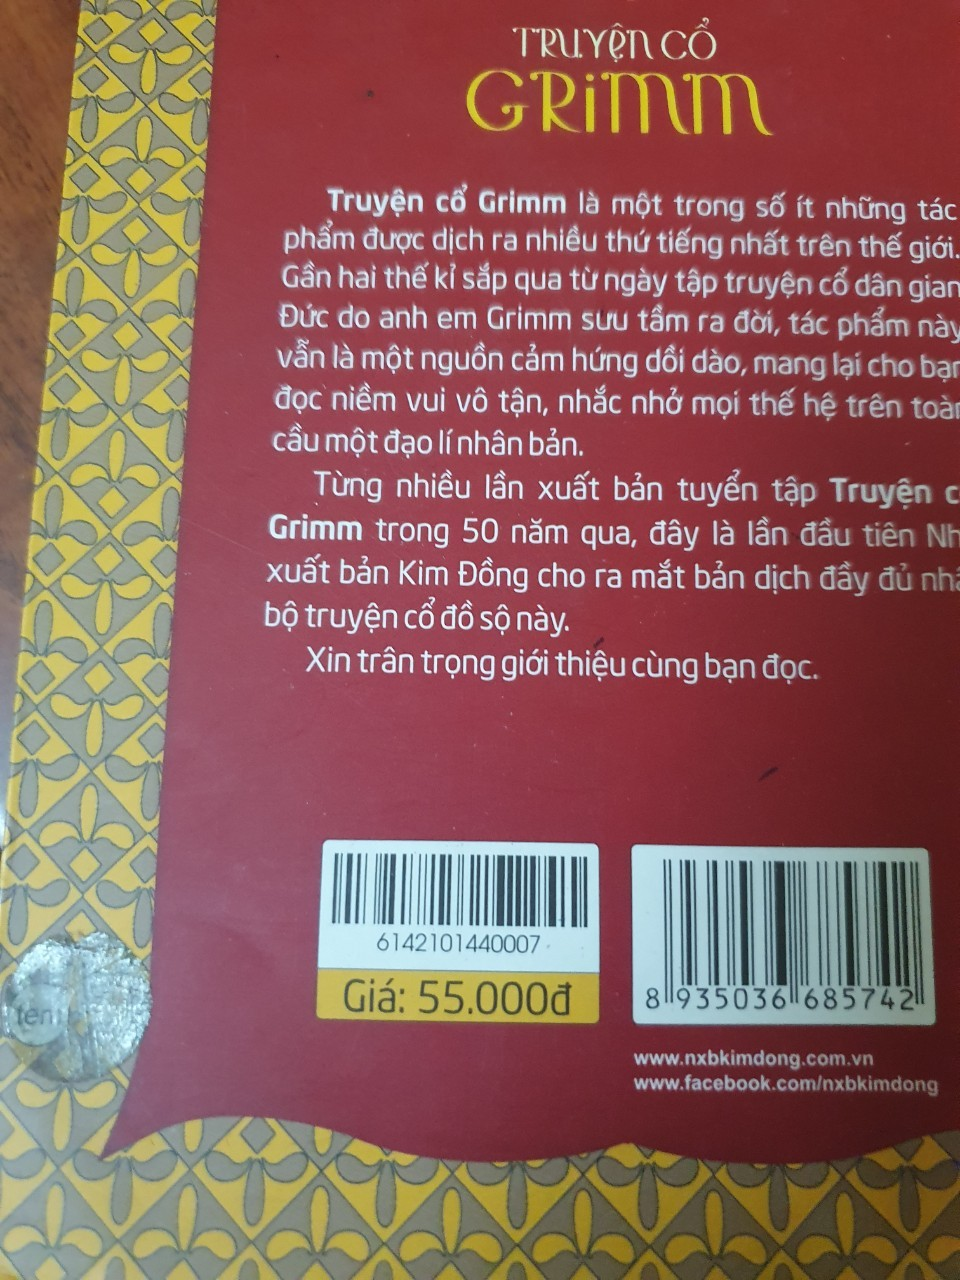 TRUYỆN CỔ
GRIMM
Truyện cổ Grimm là một trong số ít những tác
phẩm được dịch ra nhiều thứ tiếng nhất trên thế giới.
Gần hai thế kỉ sắp qua từ ngày tập truyện cổ dân gian
Đức do anh em Grimm sưu tầm ra đời, tác phẩm này
vẫn là một nguồn cảm hứng dồi dào, mang lại cho bạn
đọc niềm vui vô tận, nhắc nhở mọi thế hệ trên toàn
cầu một đạo lí nhân bản.
Từng nhiều lần xuất bản tuyển tập Truyện c
Grimm trong 50 năm qua, đây là lần đầu tiên Nh
xuất bản Kim Đồng cho ra mắt bản dịch đầy đủ nhấ
bộ truyện cổ đồ sộ này.
Xin trân trọng giới thiệu cùng bạn đọc.
6142101440007
Giá: 55.000đ
8 935036 685742
www.nxbkimdong.com.vn
www.facebook.com/nxbkimdong